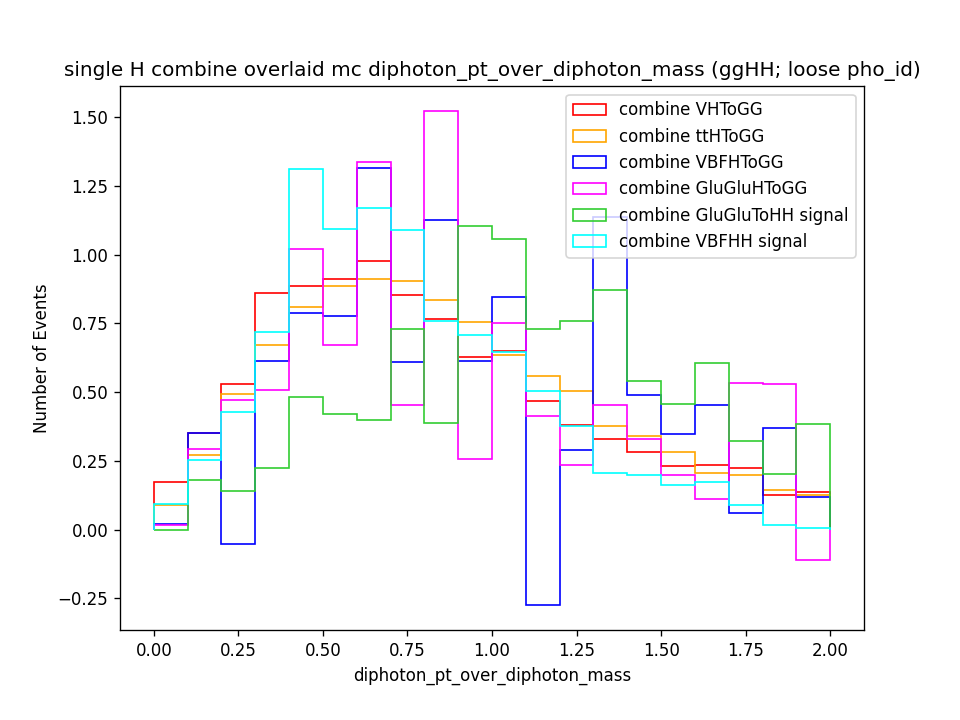 single H combine overlaid mc diphoton_pt_over_diphoton_mass (ggHH; loose pho_id)
combine VHToGG
combine ttHToGG
combine VBFHToGG
combine GluGluHToGG
combine GluGluToHH signal
combine VBFHH signal
Number of Events
1.50
1.25
1.00
0.75
0.50
0.25
0.00
−0.25
0.00 0.25 0.50 0.75 1.00 1.25 1.50 1.75 2.00
diphoton_pt_over_diphoton_mass